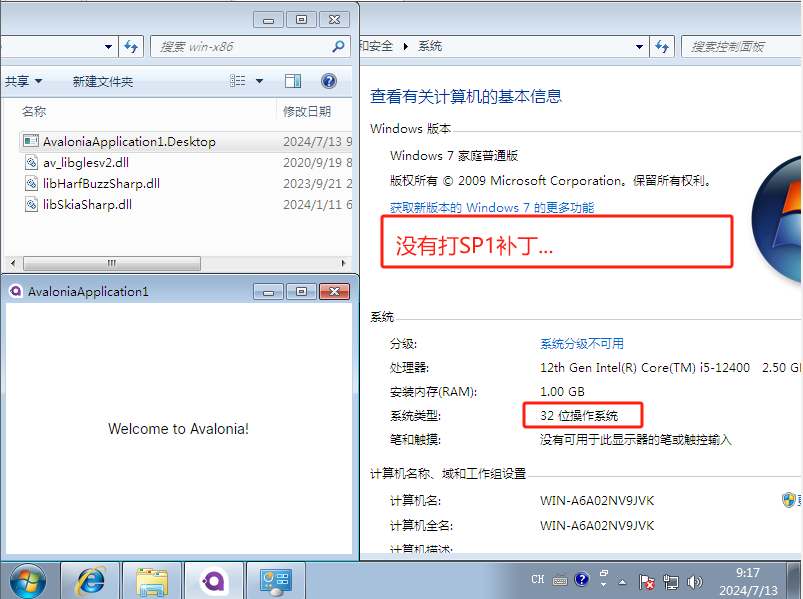 搜索 win-x86
共享
新建文件夹
名称
修改日期
AvaloniaApplication1.Desktop
2024/7/13 9
av_libglesv2.dll
2020/9/19 8
libHarfBuzzSharp.dll
2023/9/21 2
libSkiaSharp.dll
2024/1/11 6
AvaloniaApplication1
Welcome to Avalonia!
和安全
系统
搜索控制面板
查看有关计算机的基本信息
Windows 版本
Windows 7 家庭普通版
版权所有 © 2009 Microsoft Corporation。保留所有权利。
获取新版本的 Windows 7 的更多功能
没有打SP1补丁...
系统
分级:
系统分级不可用
处理器:
12th Gen Intel(R) Core(TM) i5-12400 2.50 GH
安装内存(RAM):
1.00 GB
系统类型:
32 位操作系统
笔和触摸:
没有可用于此显示器的笔或触控输入
计算机名称、域和工作组设置
计算机名:
WIN-A6A02NV9JVK
计算机全名:
WIN-A6A02NV9JVK
计算机描述:
CH
9:17
2024/7/13